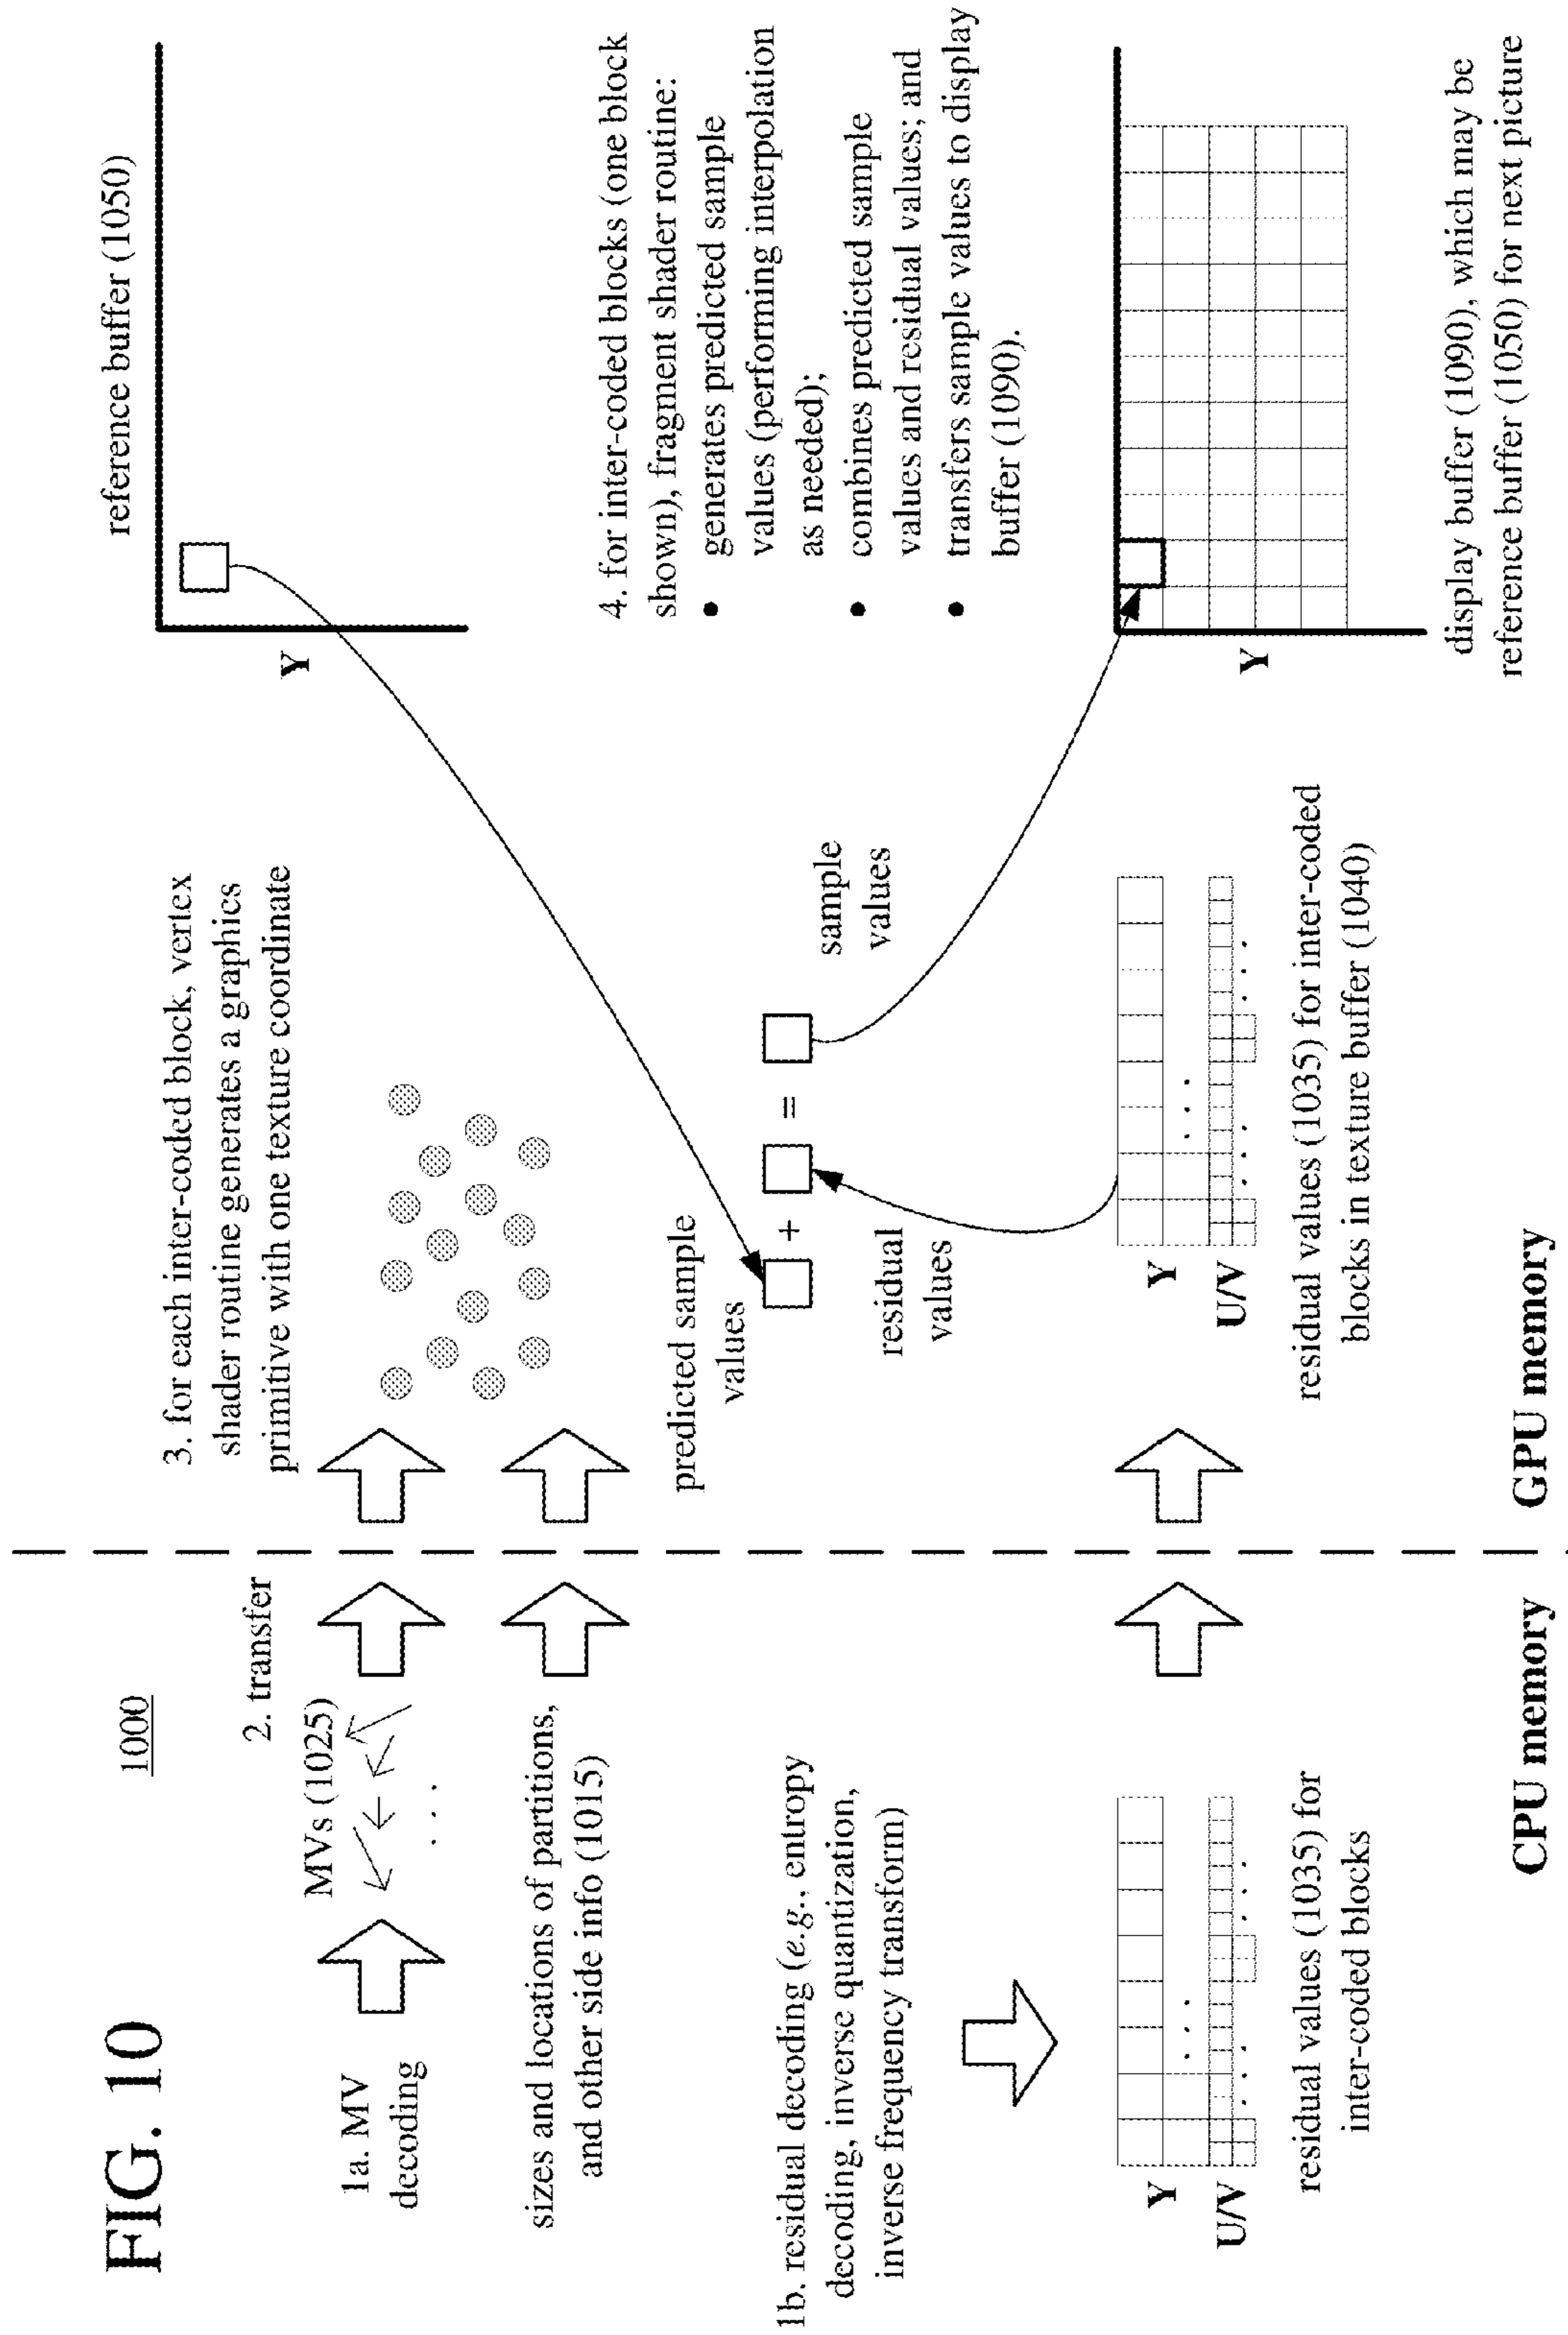 FIG. 10
1000
1a. MV
decoding
MVs (1025)
. . .
2. transfer
sizes and locations of partitions,
and other side info (1015)
1b. residual decoding (e.g., entropy
decoding, inverse quantization,
inverse frequency transform)
Y
. . .
U/V
. . . . . .
residual values (1035) for
inter-coded blocks
CPU memory
3. for each inter-coded block, vertex
shader routine generates a graphics
primitive with one texture coordinate
predicted sample
values
+
=
residual
values
sample
values
Y
. . .
U/V
. . . . . .
residual values (1035) for inter-coded
blocks in texture buffer (1040)
GPU memory
reference buffer (1050)
Y
4. for inter-coded blocks (one block
shown), fragment shader routine:
• generates predicted sample
values (performing interpolation
as needed);
• combines predicted sample
values and residual values; and
• transfers sample values to display
buffer (1090).
Y
display buffer (1090), which may be
reference buffer (1050) for next picture